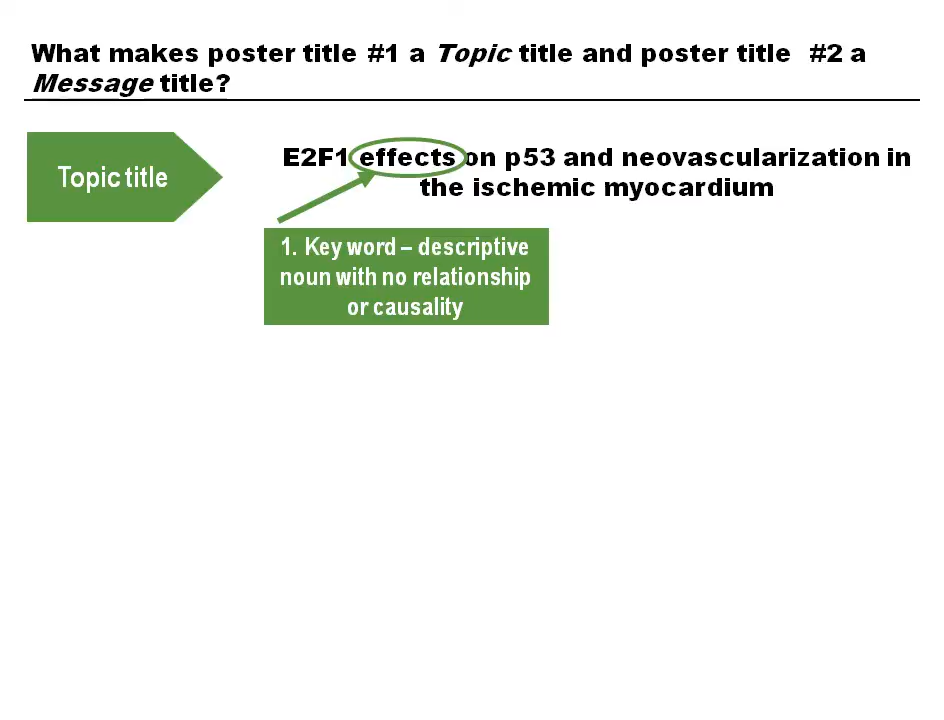 What makes poster title #1 a Topic title and poster title #2 a
Message title?
Topic title
E2F1 effects on p53 and neovascularization in
the ischemic myocardium
1. Key word – descriptive
noun with no relationship
or causality